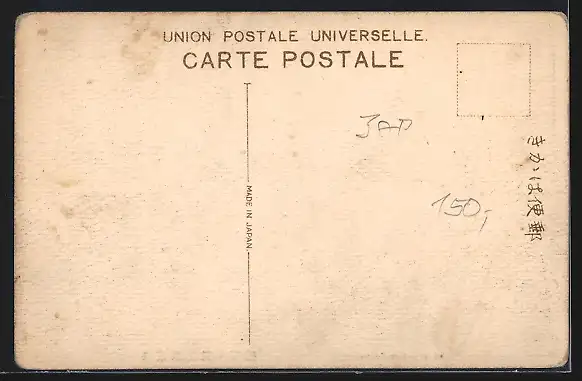 UNION POSTALE UNIVERSELLE.
CARTE POSTALE
JAP
150,-
MADE IN JAPAN.
郵便はかき